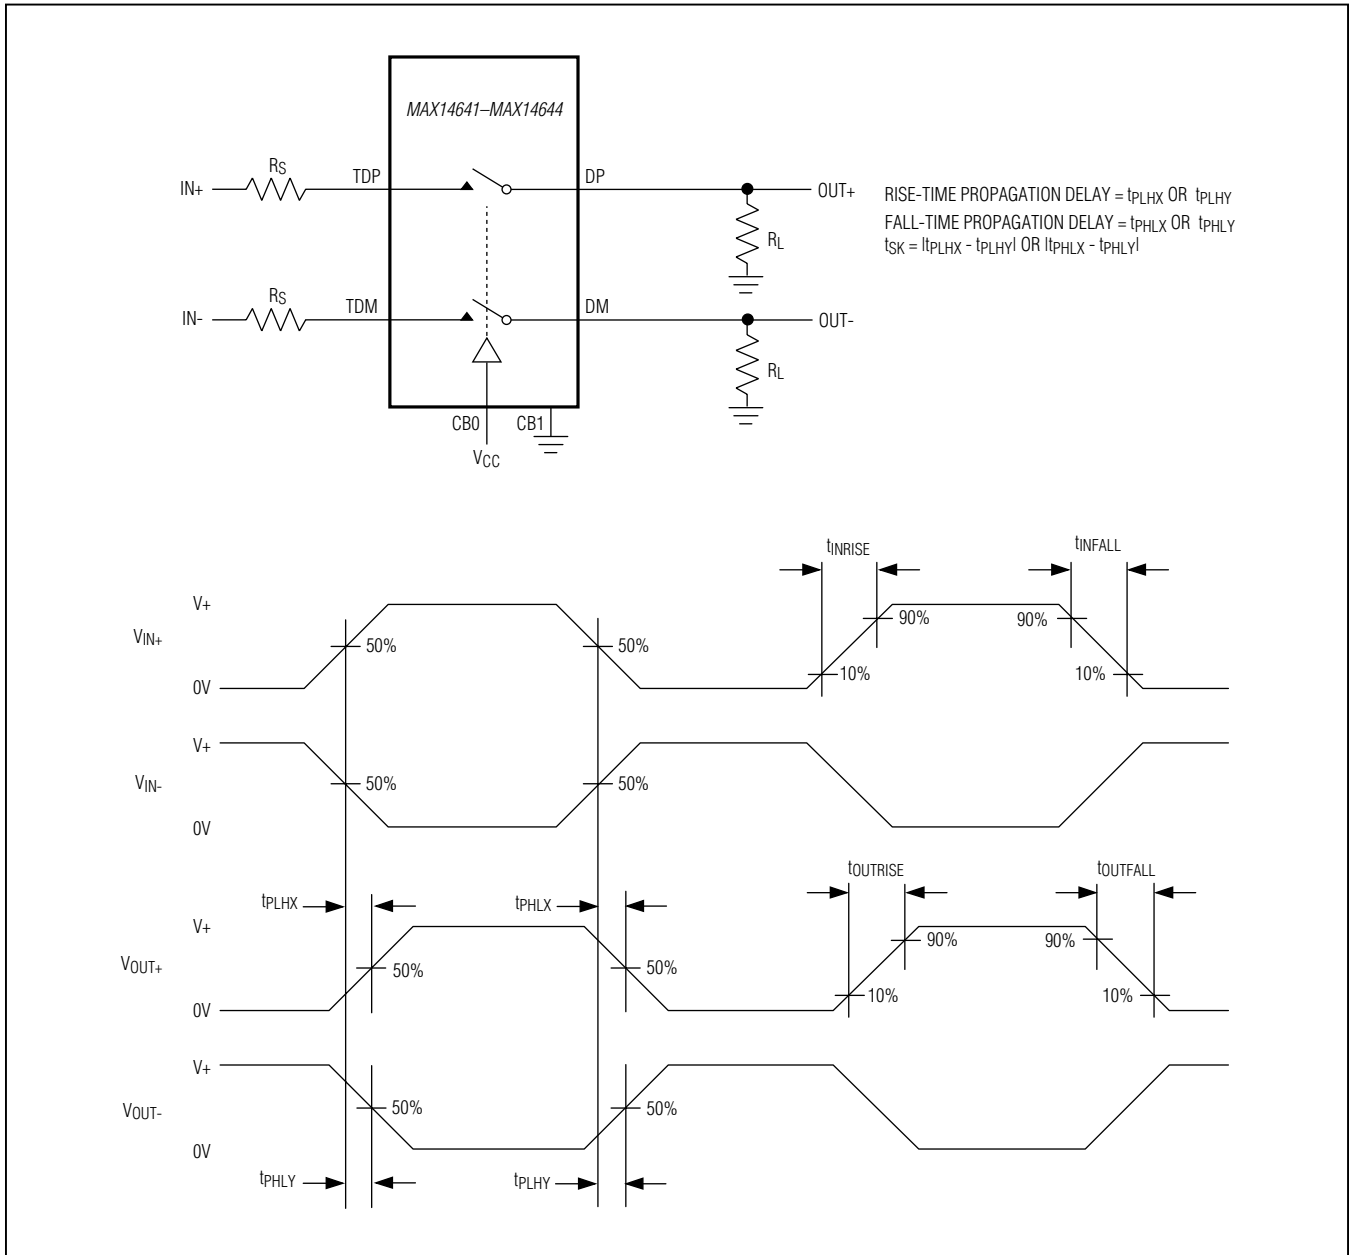 MAX14641–MAX14644
IN+
RS
TDP
DP
OUT+
RL
RISE-TIME PROPAGATION DELAY = tPLHX OR tPLHY
FALL-TIME PROPAGATION DELAY = tPHLX OR tPHLY
tSK = |tPLHX - tPLHY| OR |tPHLX - tPHLY|
IN-
RS
TDM
DM
OUT-
RL
CB0
CB1
VCC
tINRISE
tINFALL
V+
VIN+
0V
50%
50%
90%
10%
90%
10%
V+
VIN-
0V
50%
50%
tPLHX
tPHLX
tOUTRISE
tOUTFALL
V+
VOUT+
0V
50%
50%
90%
10%
90%
10%
V+
VOUT-
0V
50%
50%
tPHLY
tPLHY